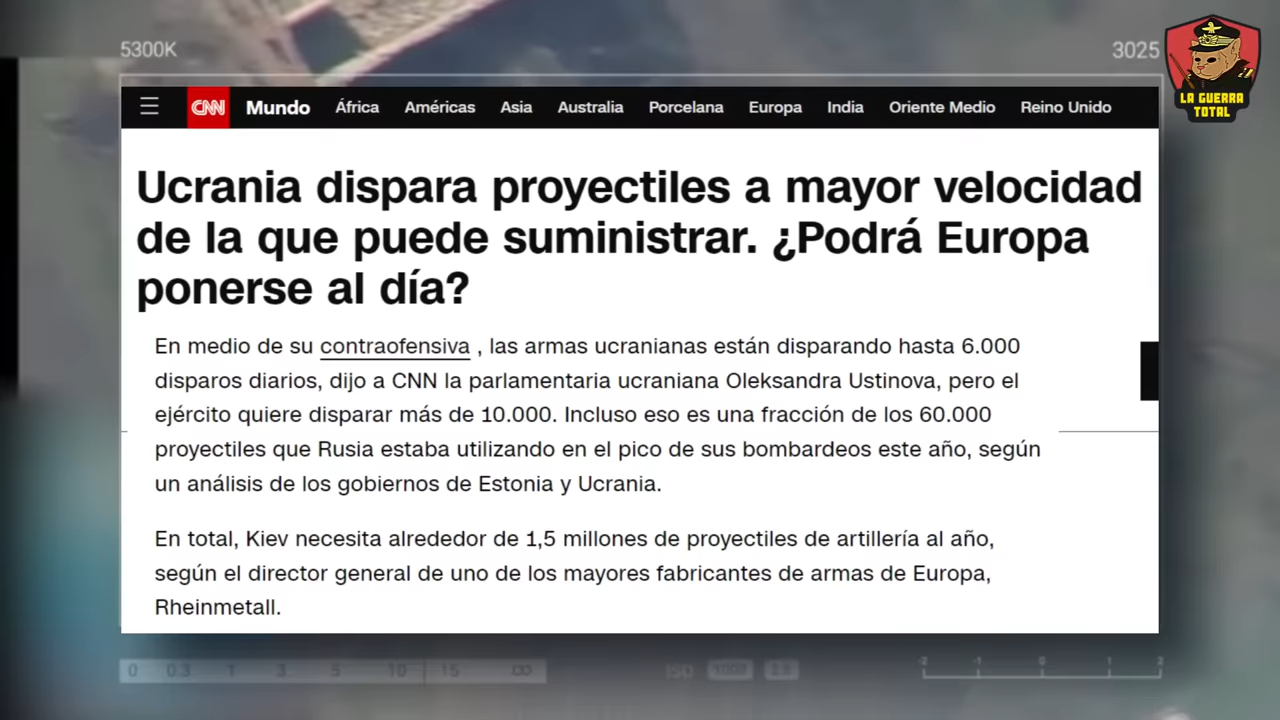 5300K
3025
LA GUERRA
TOTAL
CNN Mundo África Américas Asia Australia Porcelana Europa India Oriente Medio Reino Unido
Ucrania dispara proyectiles a mayor velocidad
de la que puede suministrar. ¿Podrá Europa
ponerse al día?
En medio de su contraofensiva , las armas ucranianas están disparando hasta 6.000
disparos diarios, dijo a CNN la parlamentaria ucraniana Oleksandra Ustinova, pero el
ejército quiere disparar más de 10.000. Incluso eso es una fracción de los 60.000
proyectiles que Rusia estaba utilizando en el pico de sus bombardeos este año, según
un análisis de los gobiernos de Estonia y Ucrania.
En total, Kiev necesita alrededor de 1,5 millones de proyectiles de artillería al año,
según el director general de uno de los mayores fabricantes de armas de Europa,
Rheinmetall.
0 0.3 1 3 5 10 15 ∞ ISO
-2 -1 0 1 2